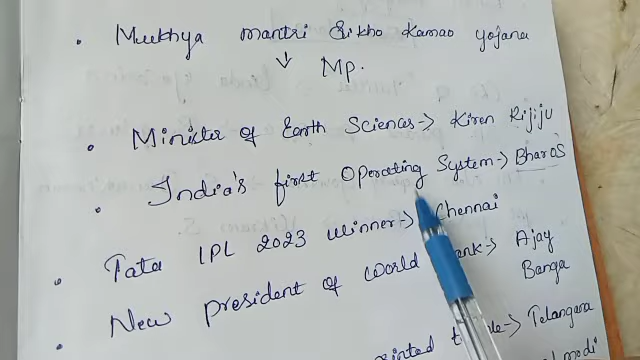 • Mukhya mantri Sikho Kamao yojana
↓ Mp.
• Minister of Earth Sciences → Kiren Rijiju
• India's first Operating System → BharOS
• Tata IPL 2023 winner → Chennai
• New president of World → Ajay
Banga
• → Telangana